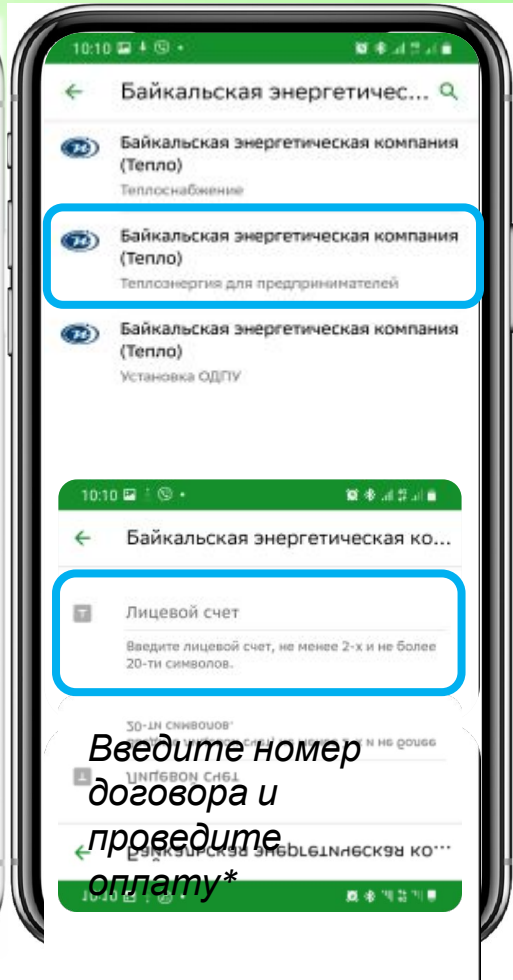 10:10
Байкальская энергетичес...
Байкальская энергетическая компания
(Тепло)
Теплоснабжение
Байкальская энергетическая компания
(Тепло)
Теплоэнергия для предпринимателей
Байкальская энергетическая компания
(Тепло)
Установка ОДПУ
10:10
Байкальская энергетическая ко...
Лицевой счет
Введите лицевой счет, не менее 2-х и не более
20-ти символов.
Введите номер
договора и
проведите
оплату*